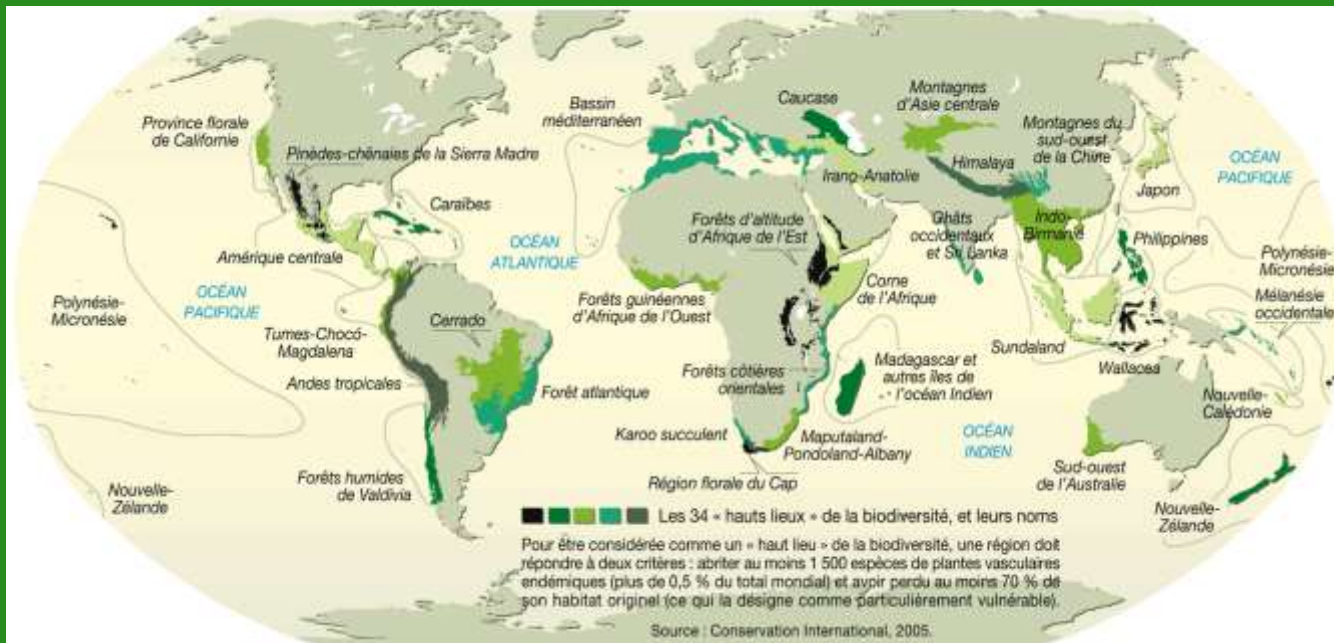 Province florale
de Californie
Pinèdes-chênaies de la Sierra Madre
Bassin
méditerranéen
Caucase
Montagnes
d'Asie centrale
Montagnes du
sud-ouest
de la Chine
Himalaya
OCÉAN
PACIFIQUE
Japon
Irano-Anatolie
Caraïbes
OCÉAN
ATLANTIQUE
Forêts d'altitude
d'Afrique de l'Est
Ghâts
occidentaux
et Sri Lanka
Indo-
Birmanie
Philippines
Amérique centrale
Polynésie-
Micronésie
OCÉAN
PACIFIQUE
Corne
de l'Afrique
Polynésie-
Micronésie
Mélanésie
occidentale
Forêts guinéennes
d'Afrique de l'Ouest
Cerrado
Tumes-Chocó-
Magdalena
Sundaland
Wallacea
Andes tropicales
Forêt atlantique
Forêts côtières
orientales
Madagascar et
autres îles de
l'océan Indien
Nouvelle-
Calédonie
Karoo succulent
Maputaland-
Pondoland-Albany
OCÉAN
INDIEN
Région florale du Cap
Sud-ouest
de l'Australie
Forêts humides
de Valdivia
Nouvelle-
Zélande
Nouvelle-
Zélande
Les 34 « hauts lieux » de la biodiversité, et leurs noms
Pour être considérée comme un « haut lieu » de la biodiversité, une région doit
répondre à deux critères : abriter au moins 1 500 espèces de plantes vasculaires
endémiques (plus de 0,5 % du total mondial) et avoir perdu au moins 70 % de
son habitat originel (ce qui la désigne comme particulièrement vulnérable).
Source : Conservation International, 2005.